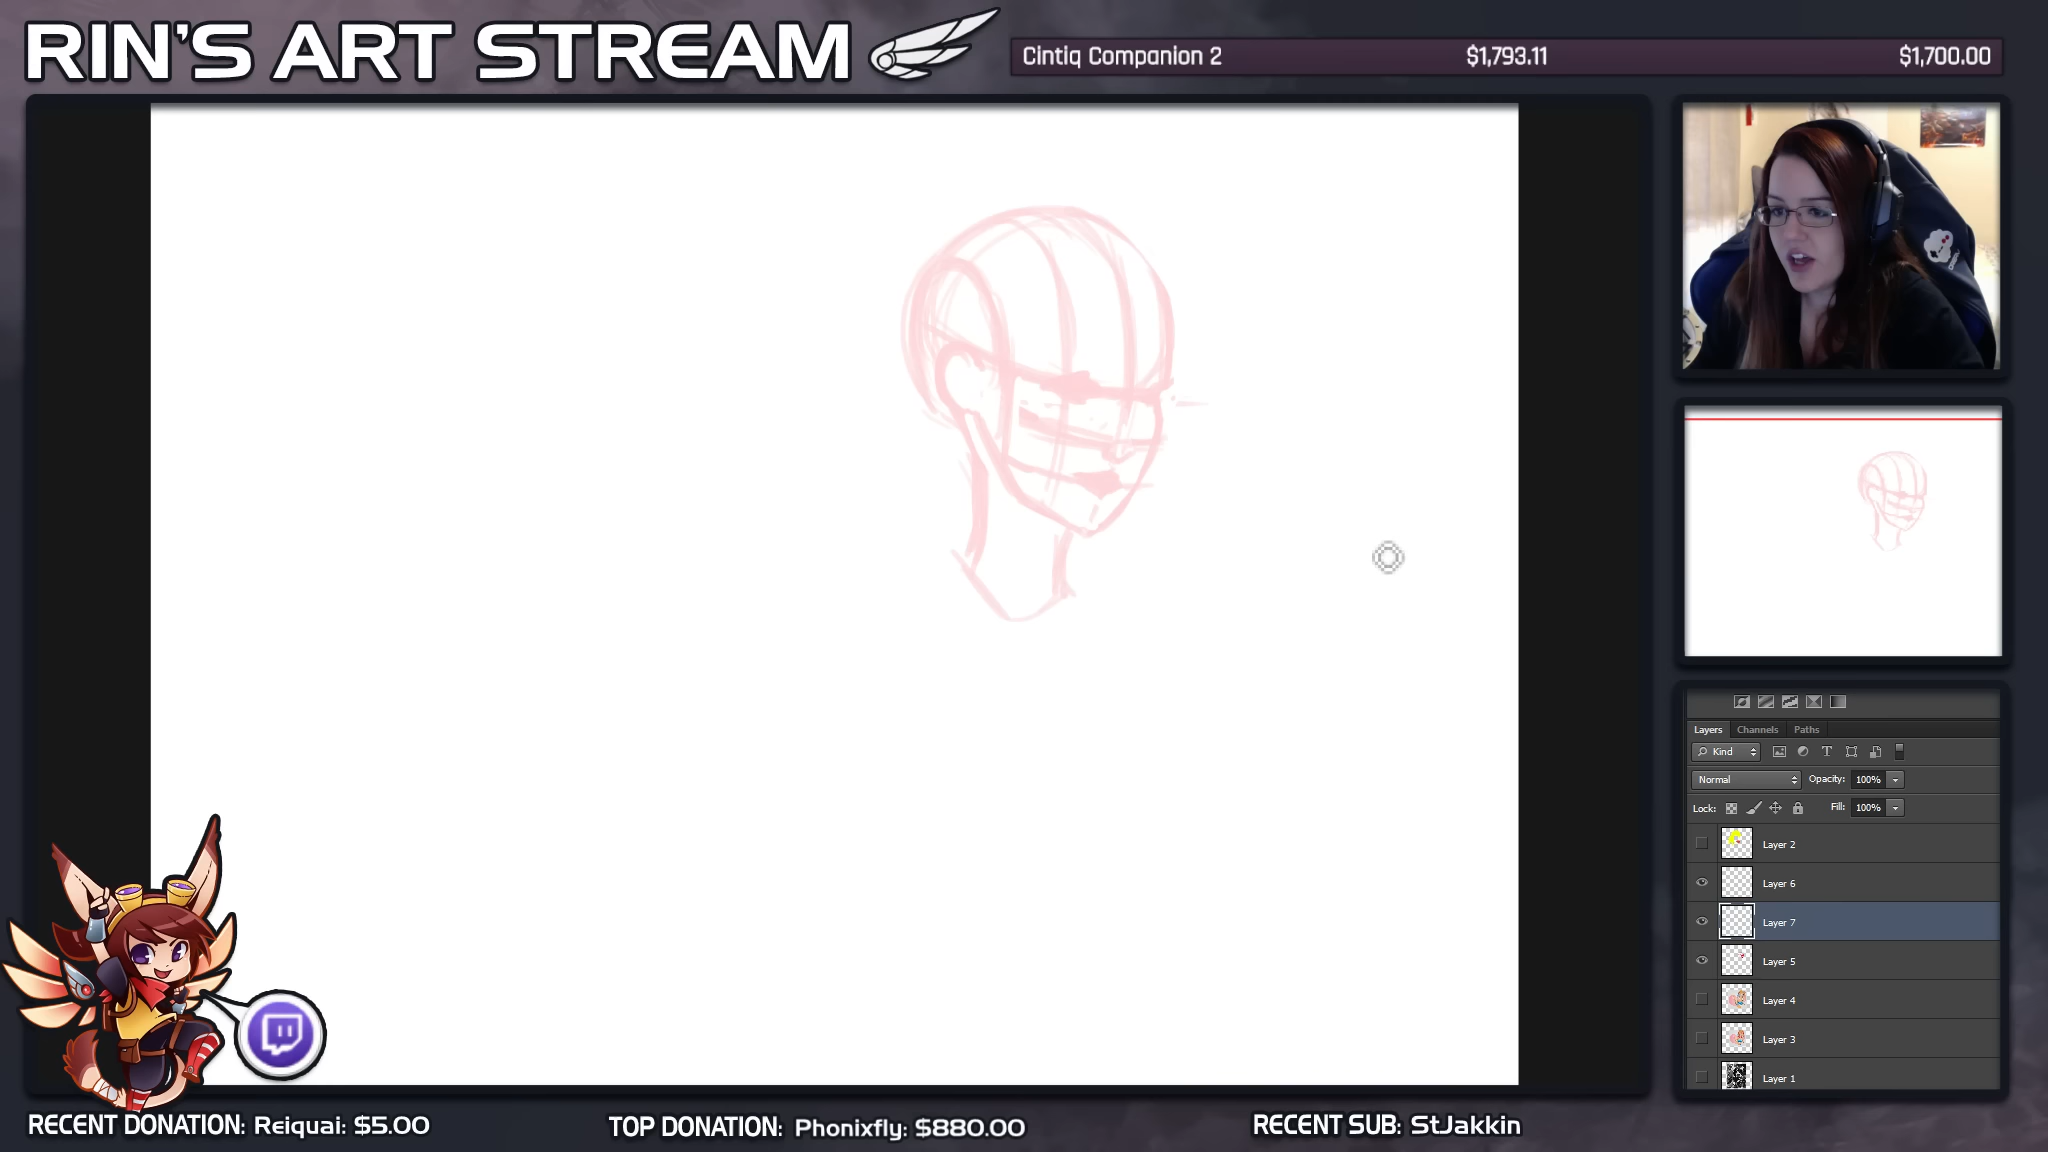 RIN'S ART STREAM
Cintiq Companion 2 $1,793.11 $1,700.00
Layers Channels Paths
Kind
Normal Opacity: 100%
Lock: Fill: 100%
Layer 2
Layer 6
Layer 7
Layer 5
Layer 4
Layer 3
Layer 1
RECENT DONATION: Reiquai: $5.00
TOP DONATION: Phonixfly: $880.00
RECENT SUB: StJakkin